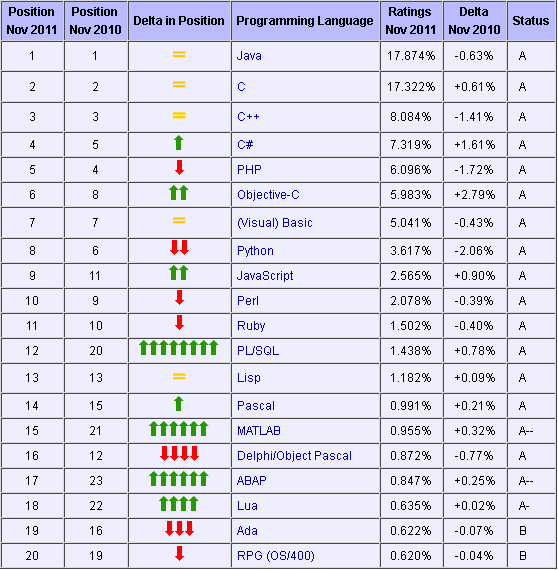 Position Nov 2011 Position Nov 2010 Delta in Position Programming Language Ratings Nov 2011 Delta Nov 2010 Status
1 1 = Java 17.874% -0.63% A
2 2 = C 17.322% +0.61% A
3 3 = C++ 8.084% -1.41% A
4 5 C# 7.319% +1.61% A
5 4 PHP 6.096% -1.72% A
6 8 Objective-C 5.983% +2.79% A
7 7 = (Visual) Basic 5.041% -0.43% A
8 6 Python 3.617% -2.06% A
9 11 JavaScript 2.565% +0.90% A
10 9 Perl 2.078% -0.39% A
11 10 Ruby 1.502% -0.40% A
12 20 PL/SQL 1.438% +0.78% A
13 13 = Lisp 1.182% +0.09% A
14 15 Pascal 0.991% +0.21% A
15 21 MATLAB 0.955% +0.32% A--
16 12 Delphi/Object Pascal 0.872% -0.77% A
17 23 ABAP 0.847% +0.25% A--
18 22 Lua 0.635% +0.02% A-
19 16 Ada 0.622% -0.07% B
20 19 RPG (OS/400) 0.620% -0.04% B